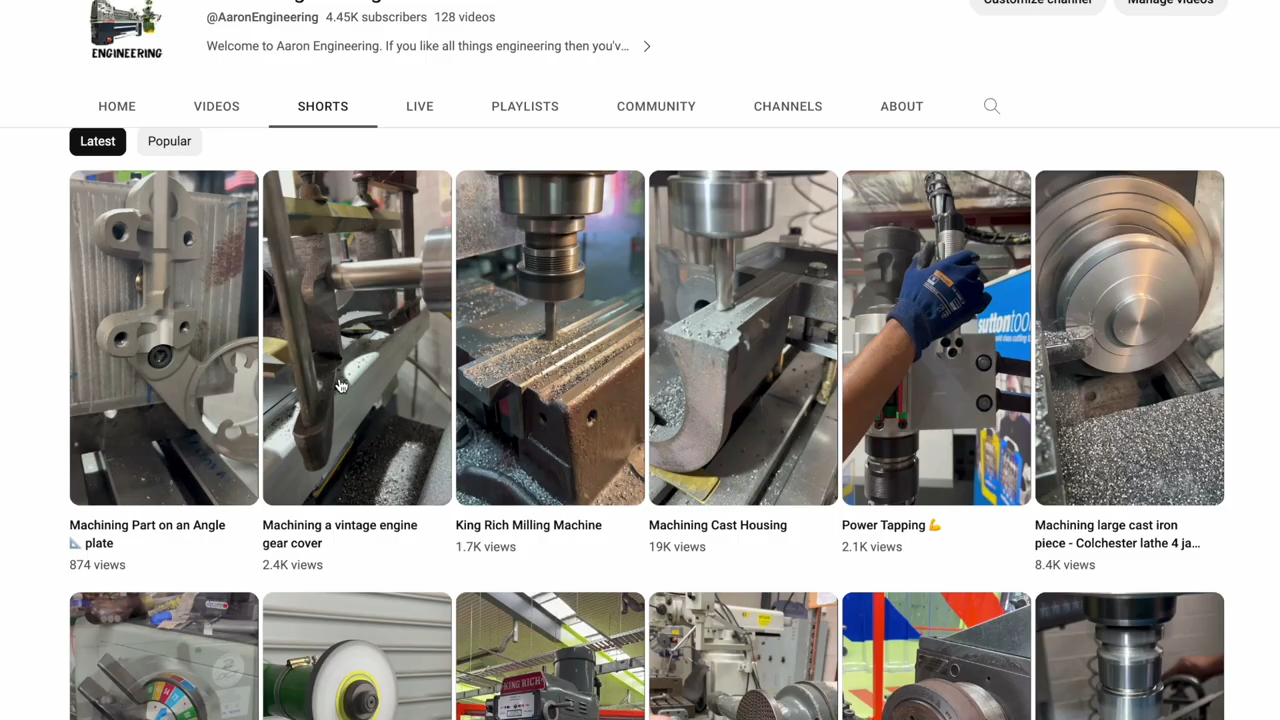 @AaronEngineering 4.45K subscribers 128 videos
ENGINEERING
Welcome to Aaron Engineering. If you like all things engineering then you'v...
HOME VIDEOS SHORTS LIVE PLAYLISTS COMMUNITY CHANNELS ABOUT
Latest Popular
suttontoo
Machining Part on an Angle
📐 plate
874 views
Machining a vintage engine
gear cover
2.4K views
King Rich Milling Machine
1.7K views
Machining Cast Housing
19K views
Power Tapping 💪
2.1K views
Machining large cast iron
piece - Colchester lathe 4 ja...
8.4K views
KING RICH